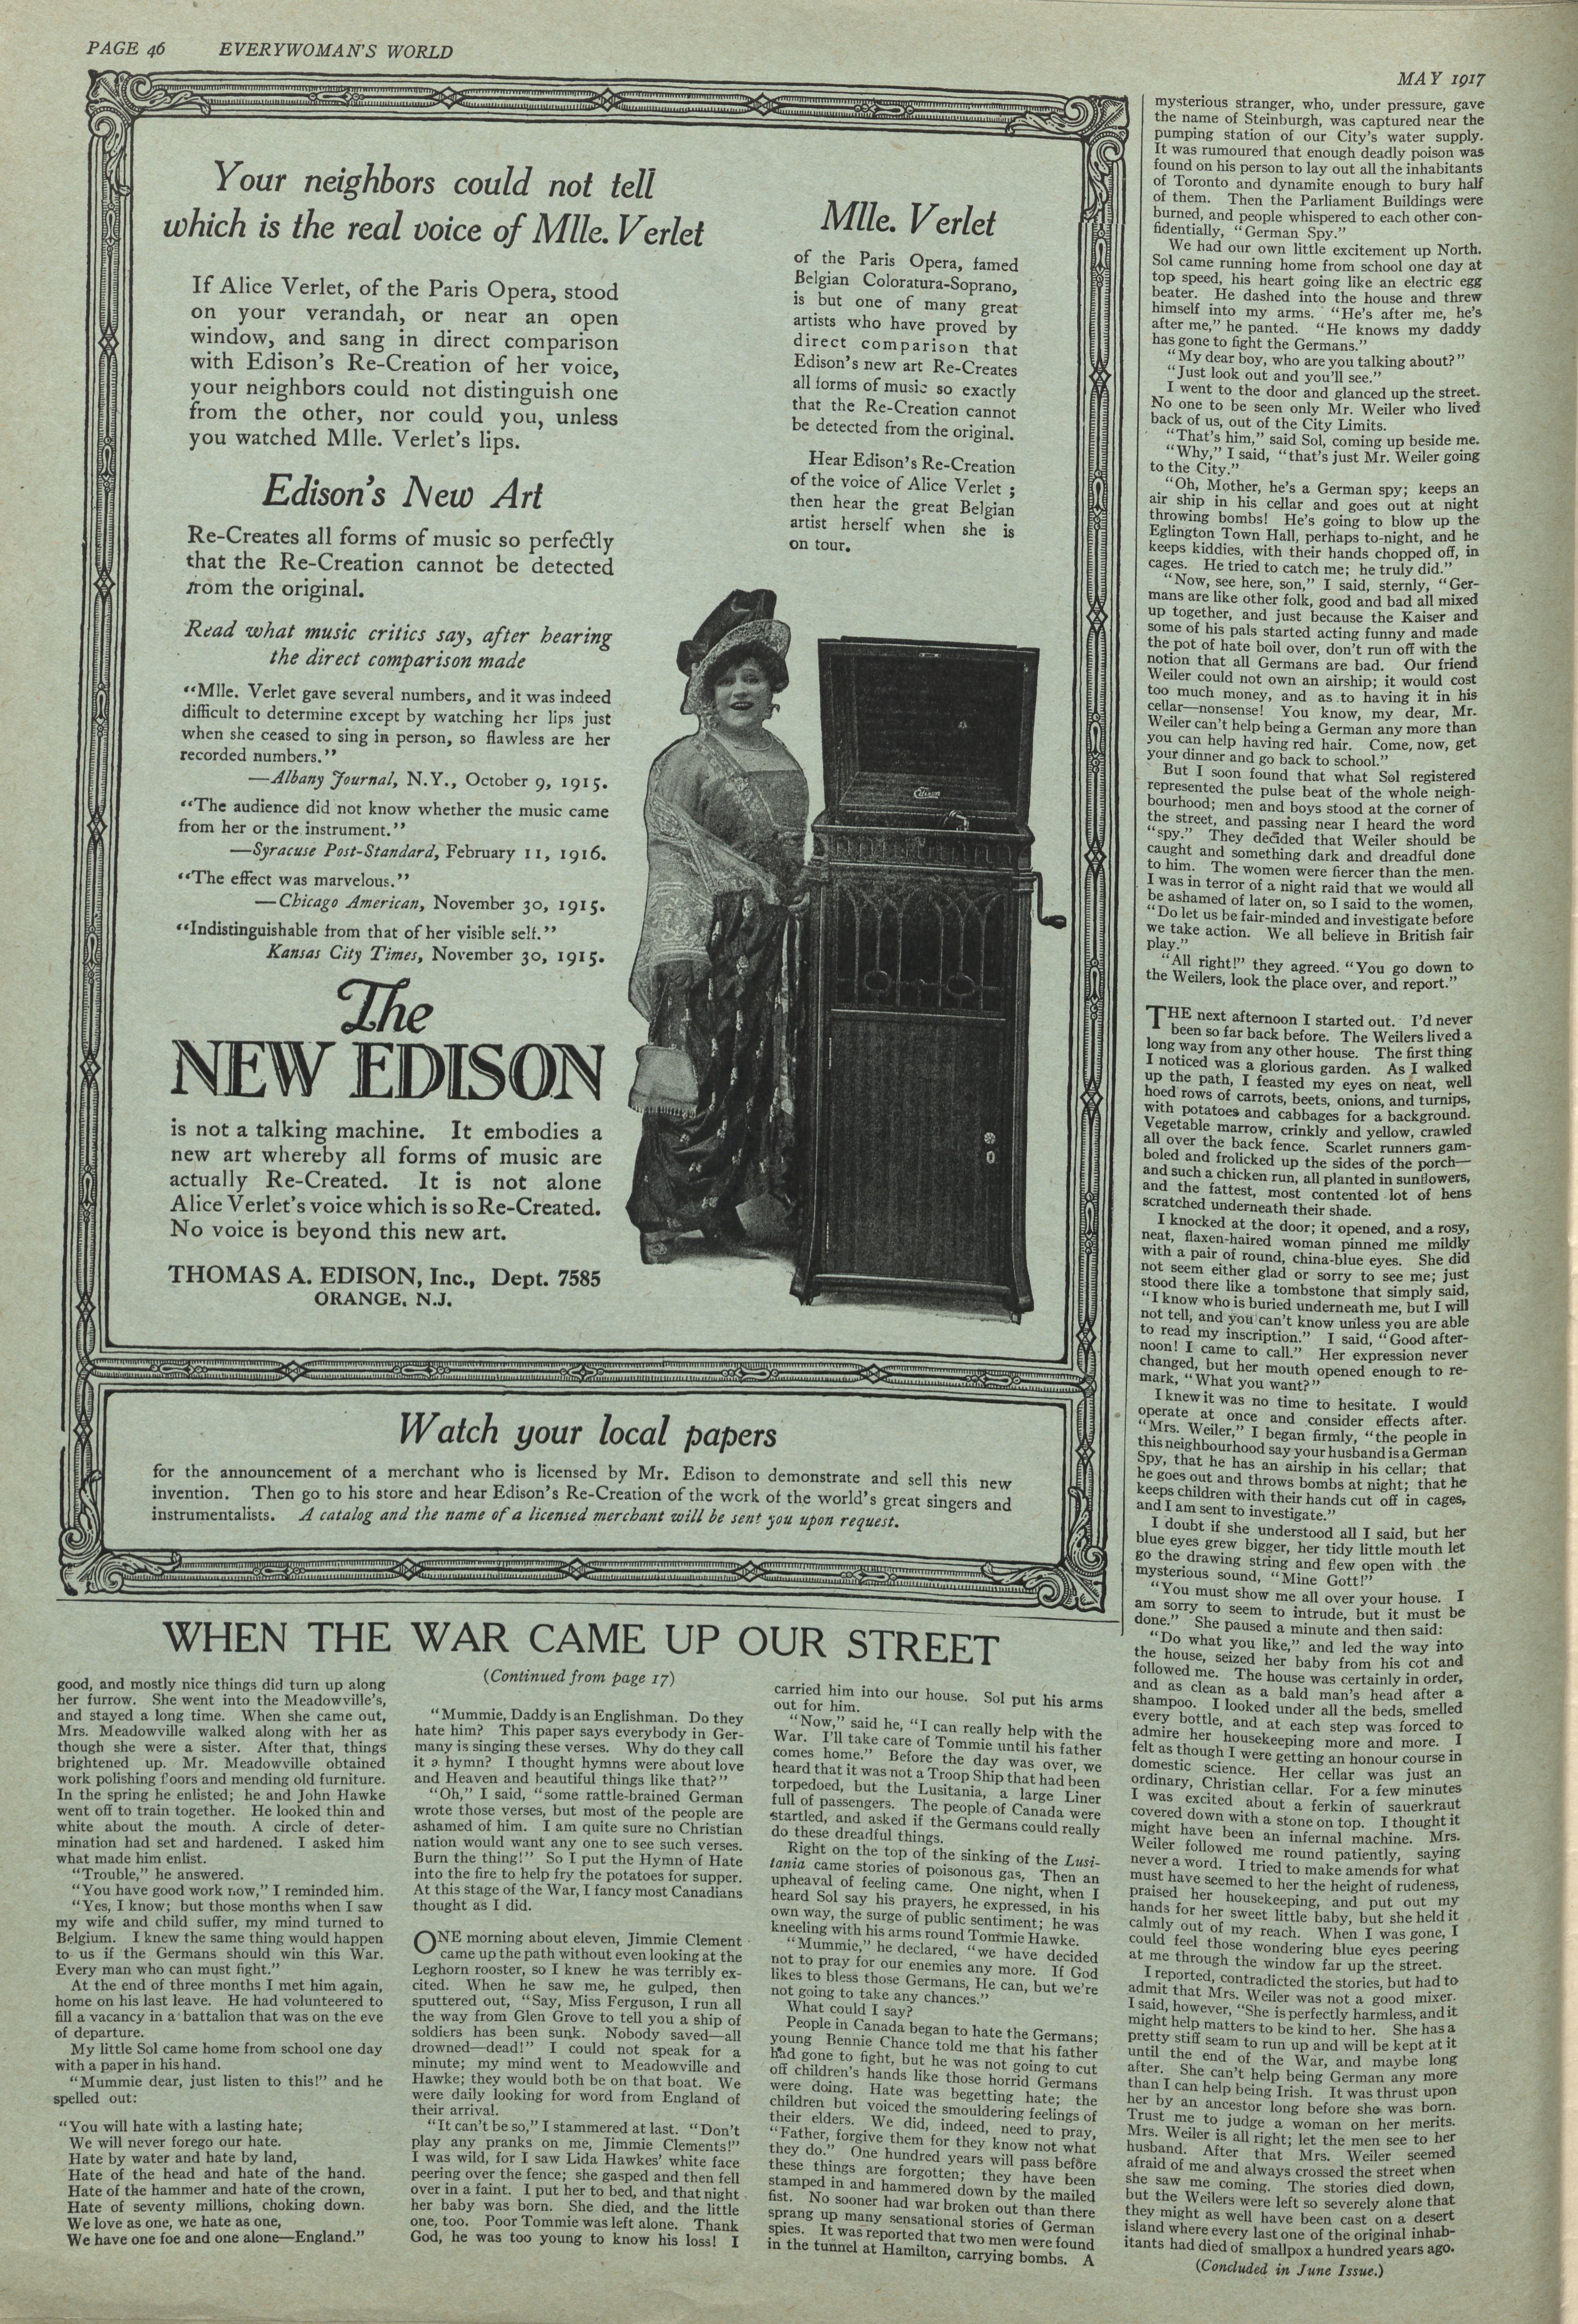 PAGE 46 EVERYWOMAN'S WORLD
MAY 1917
Your neighbors could not tell
which is the real voice of Mlle. Verlet
If Alice Verlet, of the Paris Opera, stood
on your verandah, or near an open
window, and sang in direct comparison
with Edison's Re-Creation of her voice,
your neighbors could not distinguish one
from the other, nor could you, unless
you watched Mlle. Verlet's lips.
Edison's New Art
Re-Creates all forms of music so perfectly
that the Re-Creation cannot be detected
from the original.
Read what music critics say, after hearing
the direct comparison made
"Mlle. Verlet gave several numbers, and it was indeed
difficult to determine except by watching her lips just
when she ceased to sing in person, so flawless are her
recorded numbers."
—Albany Journal, N.Y., October 9, 1915.
"The audience did not know whether the music came
from her or the instrument."
—Syracuse Post-Standard, February 11, 1916.
"The effect was marvelous."
—Chicago American, November 30, 1915.
"Indistinguishable from that of her visible self."
Kansas City Times, November 30, 1915.
The
NEW EDISON
is not a talking machine. It embodies a
new art whereby all forms of music are
actually Re-Created. It is not alone
Alice Verlet's voice which is so Re-Created.
No voice is beyond this new art.
THOMAS A. EDISON, Inc., Dept. 7585
ORANGE, N.J.
Mlle. Verlet
of the Paris Opera, famed
Belgian Coloratura-Soprano,
is but one of many great
artists who have proved by
direct comparison that
Edison's new art Re-Creates
all forms of music so exactly
that the Re-Creation cannot
be detected from the original.
Hear Edison's Re-Creation
of the voice of Alice Verlet ;
then hear the great Belgian
artist herself when she is
on tour.
Edison
Watch your local papers
for the announcement of a merchant who is licensed by Mr. Edison to demonstrate and sell this new
invention. Then go to his store and hear Edison's Re-Creation of the work of the world's great singers and
instrumentalists. A catalog and the name of a licensed merchant will be sent you upon request.
WHEN THE WAR CAME UP OUR STREET
(Continued from page 17)
good, and mostly nice things did turn up along
her furrow. She went into the Meadowville's,
and stayed a long time. When she came out,
Mrs. Meadowville walked along with her as
though she were a sister. After that, things
brightened up. Mr. Meadowville obtained
work polishing floors and mending old furniture.
In the spring he enlisted; he and John Hawke
went off to train together. He looked thin and
white about the mouth. A circle of deter-
mination had set and hardened. I asked him
what made him enlist.
"Trouble," he answered.
"You have good work now," I reminded him.
"Yes, I know; but those months when I saw
my wife and child suffer, my mind turned to
Belgium. I knew the same thing would happen
to us if the Germans should win this War.
Every man who can must fight."
At the end of three months I met him again,
home on his last leave. He had volunteered to
fill a vacancy in a battalion that was on the eve
of departure.
My little Sol came home from school one day
with a paper in his hand.
"Mummie dear, just listen to this!" and he
spelled out:
"You will hate with a lasting hate;
We will never forego our hate.
Hate by water and hate by land,
Hate of the head and hate of the hand.
Hate of the hammer and hate of the crown,
Hate of seventy millions, choking down.
We love as one, we hate as one,
We have one foe and one alone—England."
"Mummie, Daddy is an Englishman. Do they
hate him? This paper says everybody in Ger-
many is singing these verses. Why do they call
it a hymn? I thought hymns were about love
and Heaven and beautiful things like that?"
"Oh," I said, "some rattle-brained German
wrote those verses, but most of the people are
ashamed of him. I am quite sure no Christian
nation would want any one to see such verses.
Burn the thing!" So I put the Hymn of Hate
into the fire to help fry the potatoes for supper.
At this stage of the War, I fancy most Canadians
thought as I did.
ONE morning about eleven, Jimmie Clement
came up the path without even looking at the
Leghorn rooster, so I knew he was terribly ex-
cited. When he saw me, he gulped, then
sputtered out, "Say, Miss Ferguson, I run all
the way from Glen Grove to tell you a ship of
soldiers has been sunk. Nobody saved—all
drowned—dead!" I could not speak for a
minute; my mind went to Meadowville and
Hawke; they would both be on that boat. We
were daily looking for word from England of
their arrival.
"It can't be so," I stammered at last. "Don't
play any pranks on me, Jimmie Clements!"
I was wild, for I saw Lida Hawkes' white face
peering over the fence; she gasped and then fell
over in a faint. I put her to bed, and that night
her baby was born. She died, and the little
one, too. Poor Tommie was left alone. Thank
God, he was too young to know his loss! I
carried him into our house. Sol put his arms
out for him.
"Now," said he, "I can really help with the
War. I'll take care of Tommie until his father
comes home." Before the day was over, we
heard that it was not a Troop Ship that had been
torpedoed, but the Lusitania, a large Liner
full of passengers. The people of Canada were
startled, and asked if the Germans could really
do these dreadful things.
Right on the top of the sinking of the Lusi-
tania came stories of poisonous gas, Then an
upheaval of feeling came. One night, when I
heard Sol say his prayers, he expressed, in his
own way, the surge of public sentiment; he was
kneeling with his arms round Tommie Hawke.
"Mummie," he declared, "we have decided
not to pray for our enemies any more. If God
likes to bless those Germans, He can, but we're
not going to take any chances."
What could I say?
People in Canada began to hate the Germans;
young Bennie Chance told me that his father
had gone to fight, but he was not going to cut
off children's hands like those horrid Germans
were doing. Hate was begetting hate; the
children but voiced the smouldering feelings of
their elders. We did, indeed, need to pray,
"Father, forgive them for they know not what
they do." One hundred years will pass before
these things are forgotten; they have been
stamped in and hammered down by the mailed
fist. No sooner had war broken out than there
sprang up many sensational stories of German
spies. It was reported that two men were found
in the tunnel at Hamilton, carrying bombs. A
mysterious stranger, who, under pressure, gave
the name of Steinburgh, was captured near the
pumping station of our City's water supply.
It was rumoured that enough deadly poison was
found on his person to lay out all the inhabitants
of Toronto and dynamite enough to bury half
of them. Then the Parliament Buildings were
burned, and people whispered to each other con-
fidentially, "German Spy."
We had our own little excitement up North.
Sol came running home from school one day at
top speed, his heart going like an electric egg
beater. He dashed into the house and threw
himself into my arms. "He's after me, he's
after me," he panted. "He knows my daddy
has gone to fight the Germans."
"My dear boy, who are you talking about?"
"Just look out and you'll see."
I went to the door and glanced up the street.
No one to be seen only Mr. Weiler who lived
back of us, out of the City Limits.
"That's him," said Sol, coming up beside me.
"Why," I said, "that's just Mr. Weiler going
to the City."
"Oh, Mother, he's a German spy; keeps an
air ship in his cellar and goes out at night
throwing bombs! He's going to blow up the
Eglington Town Hall, perhaps to-night, and he
keeps kiddies, with their hands chopped off, in
cages. He tried to catch me; he truly did."
"Now, see here, son," I said, sternly, "Ger-
mans are like other folk, good and bad all mixed
up together, and just because the Kaiser and
some of his pals started acting funny and made
the pot of hate boil over, don't run off with the
notion that all Germans are bad. Our friend
Weiler could not own an airship; it would cost
too much money, and as to having it in his
cellar—nonsense! You know, my dear, Mr.
Weiler can't help being a German any more than
you can help having red hair. Come, now, get
your dinner and go back to school."
But I soon found that what Sol registered
represented the pulse beat of the whole neigh-
bourhood; men and boys stood at the corner of
the street, and passing near I heard the word
"spy." They decided that Weiler should be
caught and something dark and dreadful done
to him. The women were fiercer than the men.
I was in terror of a night raid that we would all
be ashamed of later on, so I said to the women,
"Do let us be fair-minded and investigate before
we take action. We all believe in British fair
play."
"All right!" they agreed. "You go down to
the Weilers, look the place over, and report."
THE next afternoon I started out. I'd never
been so far back before. The Weilers lived a
long way from any other house. The first thing
I noticed was a glorious garden. As I walked
up the path, I feasted my eyes on neat, well
hoed rows of carrots, beets, onions, and turnips,
with potatoes and cabbages for a background.
Vegetable marrow, crinkly and yellow, crawled
all over the back fence. Scarlet runners gam-
boled and frolicked up the sides of the porch—
and such a chicken run, all planted in sunflowers,
and the fattest, most contented lot of hens
scratched underneath their shade.
I knocked at the door; it opened, and a rosy,
neat, flaxen-haired woman pinned me mildly
with a pair of round, china-blue eyes. She did
not seem either glad or sorry to see me; just
stood there like a tombstone that simply said,
"I know who is buried underneath me, but I will
not tell, and you can't know unless you are able
to read my inscription." I said, "Good after-
noon! I came to call." Her expression never
changed, but her mouth opened enough to re-
mark, "What you want?"
I knew it was no time to hesitate. I would
operate at once and consider effects after.
"Mrs. Weiler," I began firmly, "the people in
this neighbourhood say your husband is a German
Spy, that he has an airship in his cellar; that
he goes out and throws bombs at night; that he
keeps children with their hands cut off in cages,
and I am sent to investigate."
I doubt if she understood all I said, but her
blue eyes grew bigger, her tidy little mouth let
go the drawing string and flew open with the
mysterious sound, "Mine Gott!"
"You must show me all over your house. I
am sorry to seem to intrude, but it must be
done." She paused a minute and then said:
"Do what you like," and led the way into
the house, seized her baby from his cot and
followed me. The house was certainly in order,
and as clean as a bald man's head after a
shampoo. I looked under all the beds, smelled
every bottle, and at each step was forced to
admire her housekeeping more and more. I
felt as though I were getting an honour course in
domestic science. Her cellar was just an
ordinary, Christian cellar. For a few minutes
I was excited about a ferkin of sauerkraut
covered down with a stone on top. I thought it
might have been an infernal machine. Mrs.
Weiler followed me round patiently, saying
never a word. I tried to make amends for what
must have seemed to her the height of rudeness,
praised her housekeeping, and put out my
hands for her sweet little baby, but she held it
calmly out of my reach. When I was gone, I
could feel those wondering blue eyes peering
at me through the window far up the street.
I reported, contradicted the stories, but had to
admit that Mrs. Weiler was not a good mixer.
I said, however, "She is perfectly harmless, and it
might help matters to be kind to her. She has a
pretty stiff seam to run up and will be kept at it
until the end of the War, and maybe long
after. She can't help being German any more
than I can help being Irish. It was thrust upon
her by an ancestor long before she was born.
Trust me to judge a woman on her merits.
Mrs. Weiler is all right; let the men see to her
husband. After that Mrs. Weiler seemed
afraid of me and always crossed the street when
she saw me coming. The stories died down,
but the Weilers were left so severely alone that
they might as well have been cast on a desert
island where every last one of the original inhab-
itants had died of smallpox a hundred years ago.
(Concluded in June Issue.)